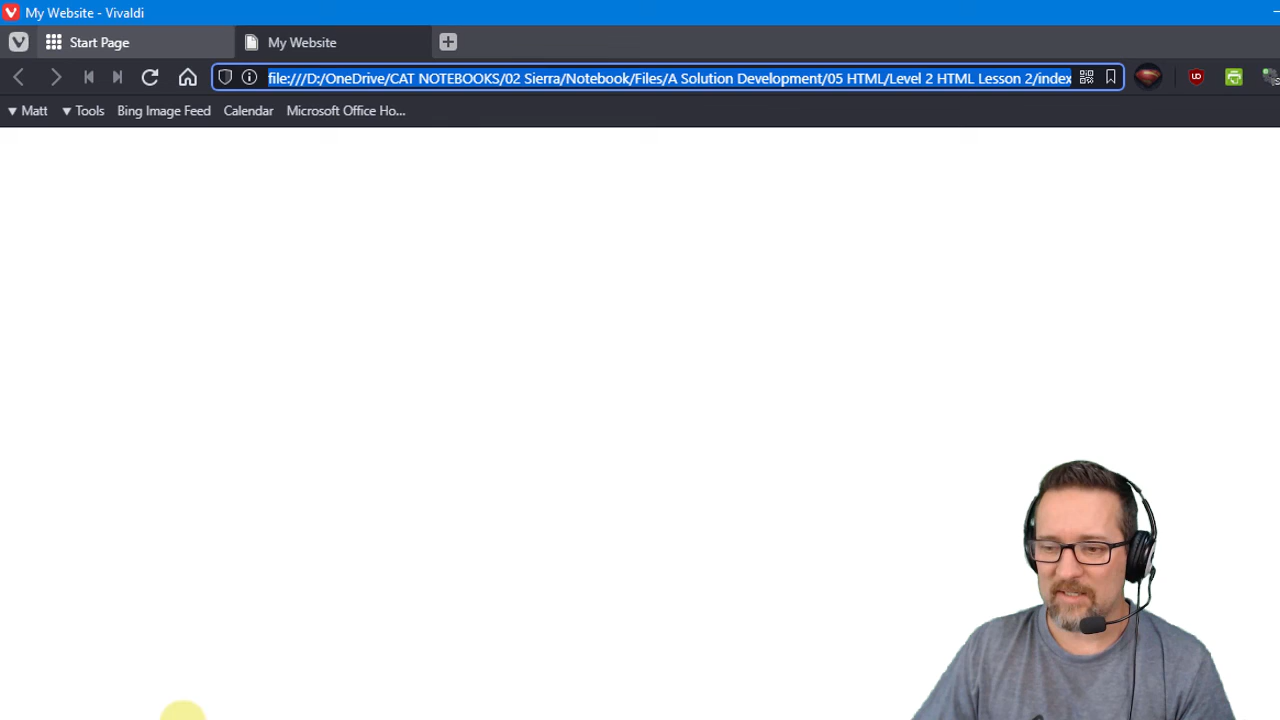 My Website - Vivaldi
Start Page
My Website
file:///D:/OneDrive/CAT NOTEBOOKS/02 Sierra/Notebook/Files/A Solution Development/05 HTML/Level 2 HTML Lesson 2/index
Matt Tools Bing Image Feed Calendar Microsoft Office Ho...